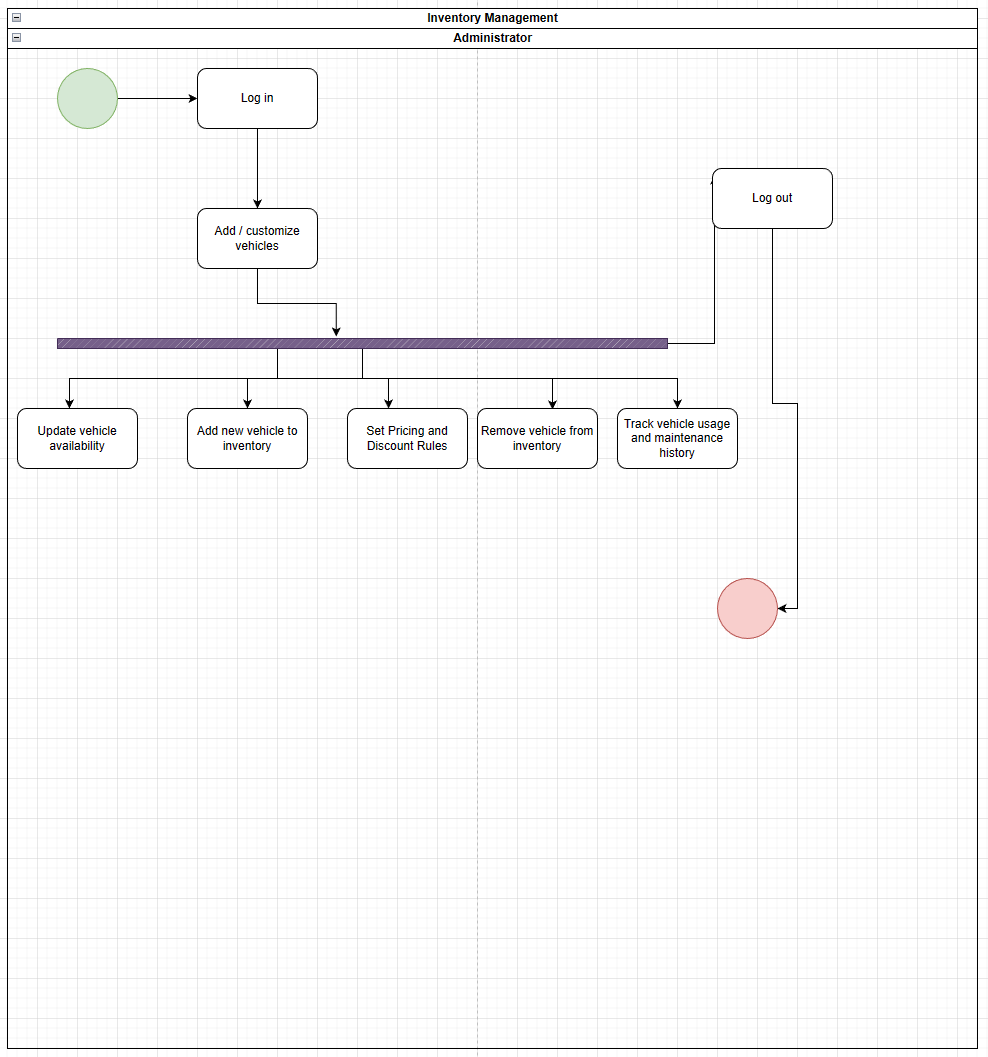 Inventory Management
Administrator
Log in
Log out
Add / customize
vehicles
Update vehicle
availability
Add new vehicle to
inventory
Set Pricing and
Discount Rules
Remove vehicle from
inventory
Track vehicle usage
and maintenance
history